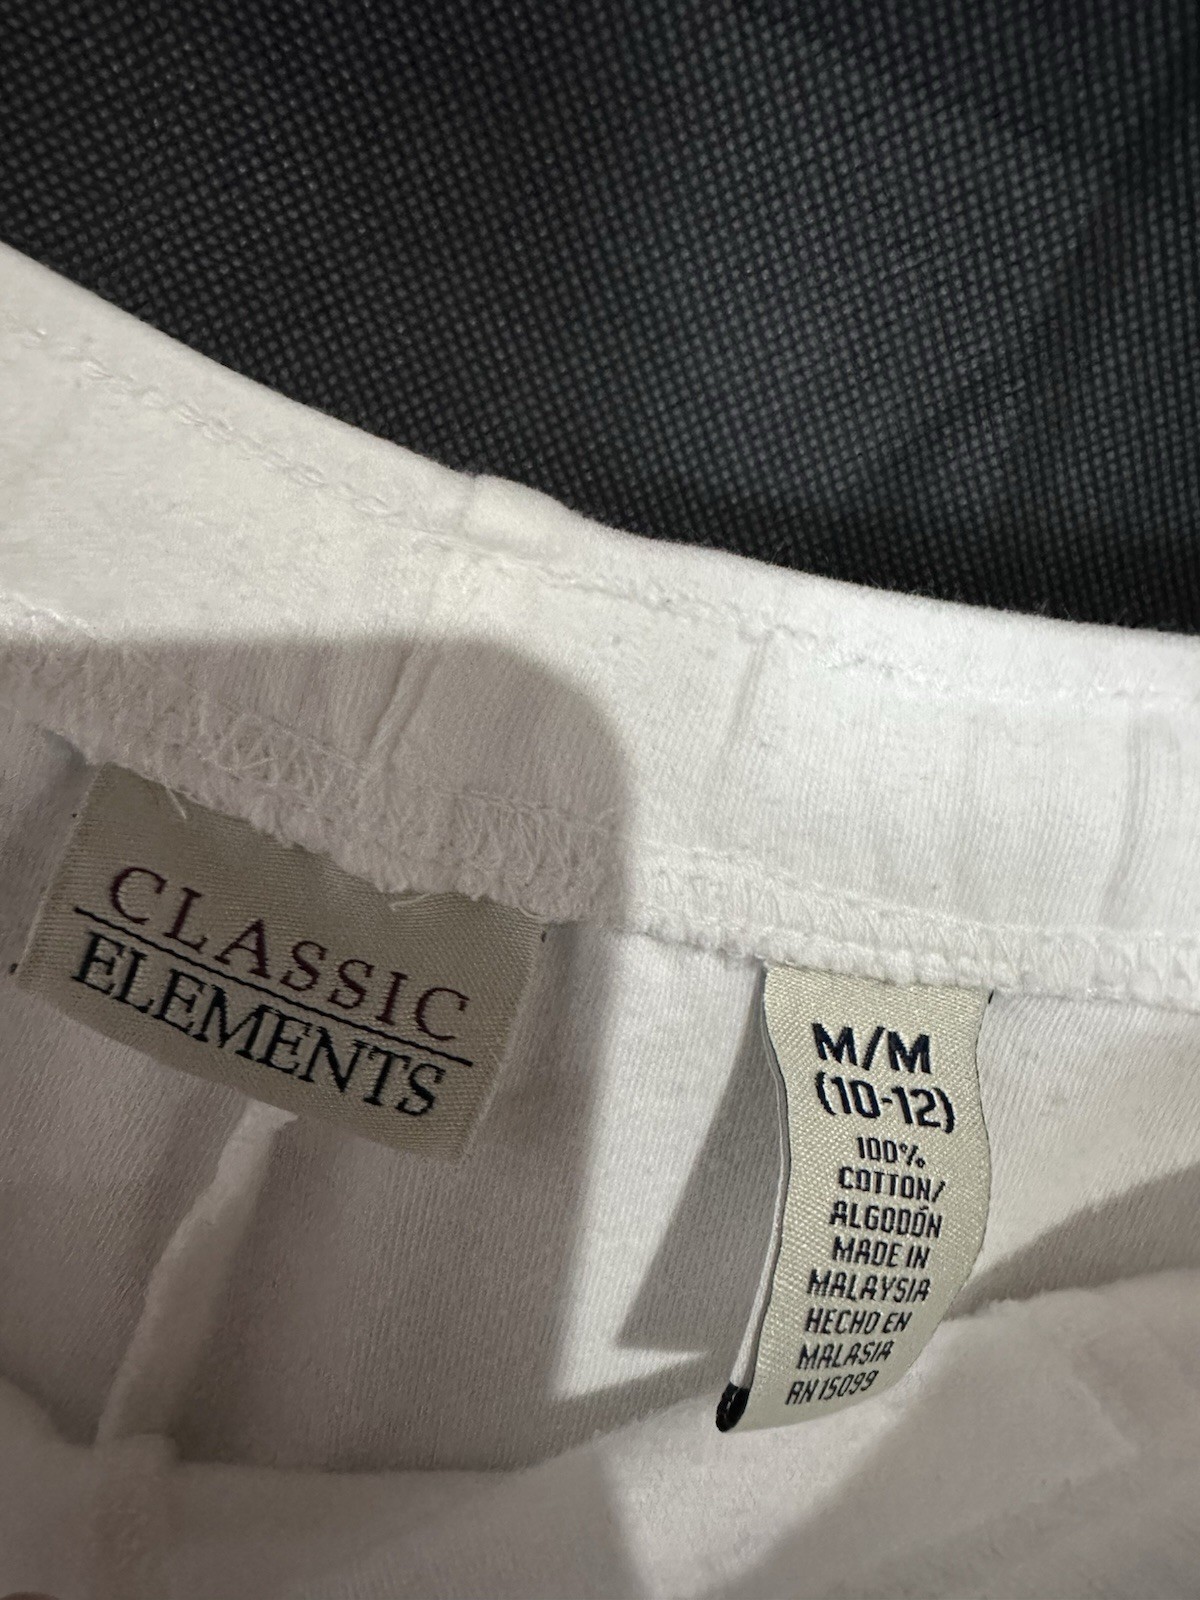 CLASSIC
ELEMENTS
M/M
(10-12)
100%
COTTON/
ALGODÓN
MADE IN
MALAYSIA
HECHO EN
MALASIA
RN 15099